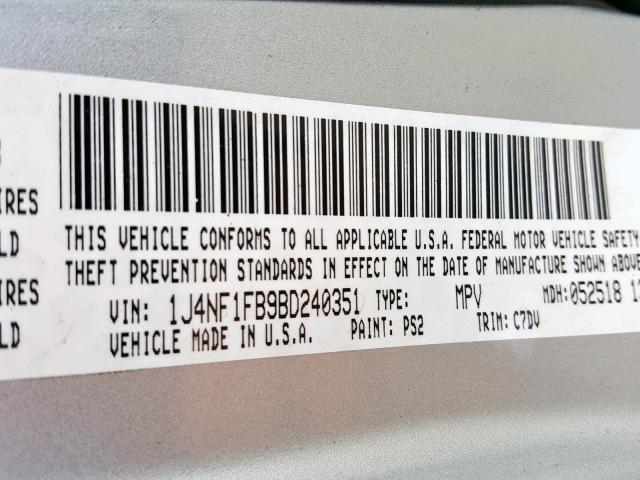 IRES
THIS VEHICLE CONFORMS TO ALL APPLICABLE U.S.A. FEDERAL MOTOR VEHICLE SAFETY
LD
THEFT PREVENTION STANDARDS IN EFFECT ON THE DATE OF MANUFACTURE SHOWN ABOVE
IRES
VIN: 1J4NF1FB9BD240351 TYPE: MPV MDH:052518
LD
VEHICLE MADE IN U.S.A. PAINT: PS2 TRIM: C7DV